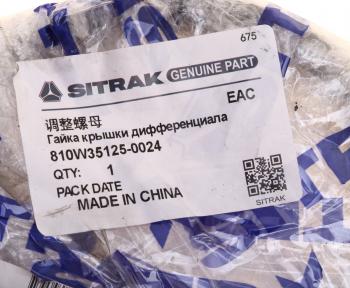 675
SITRAK GENUINE PART
EAC
调整螺母
Гайка крышки дифференциала
810W35125-0024
QTY: 1
PACK DATE
MADE IN CHINA
SITRAK